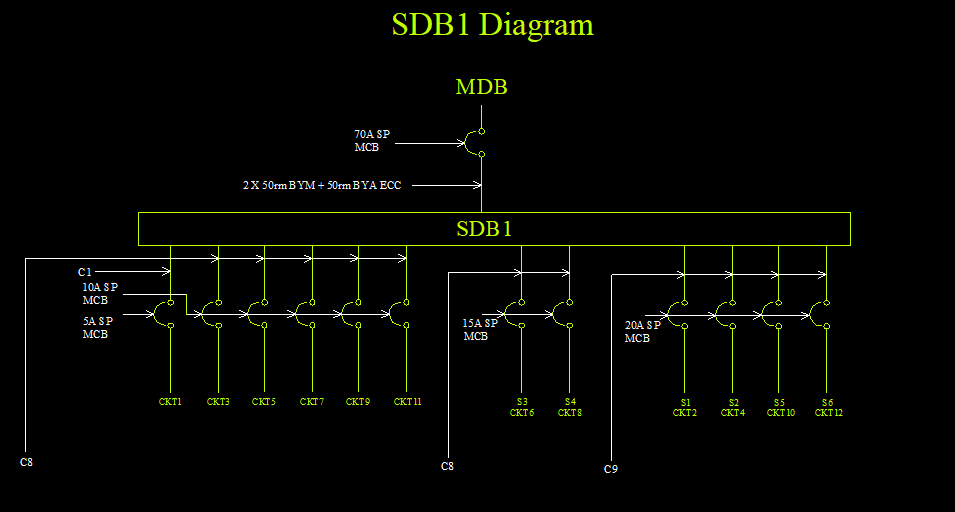 SDB1 Diagram
MDB
70A SP
MCB
2 X 50rm BYM + 50rm BYA ECC
SDB1
C1
10A SP
MCB
5A SP
MCB
15A SP
MCB
20A SP
MCB
CKT1
CKT3
CKT5
CKT7
CKT9
CKT11
S3
CKT6
S4
CKT8
S1
CKT2
S2
CKT4
S5
CKT10
S6
CKT12
C8
C8
C9